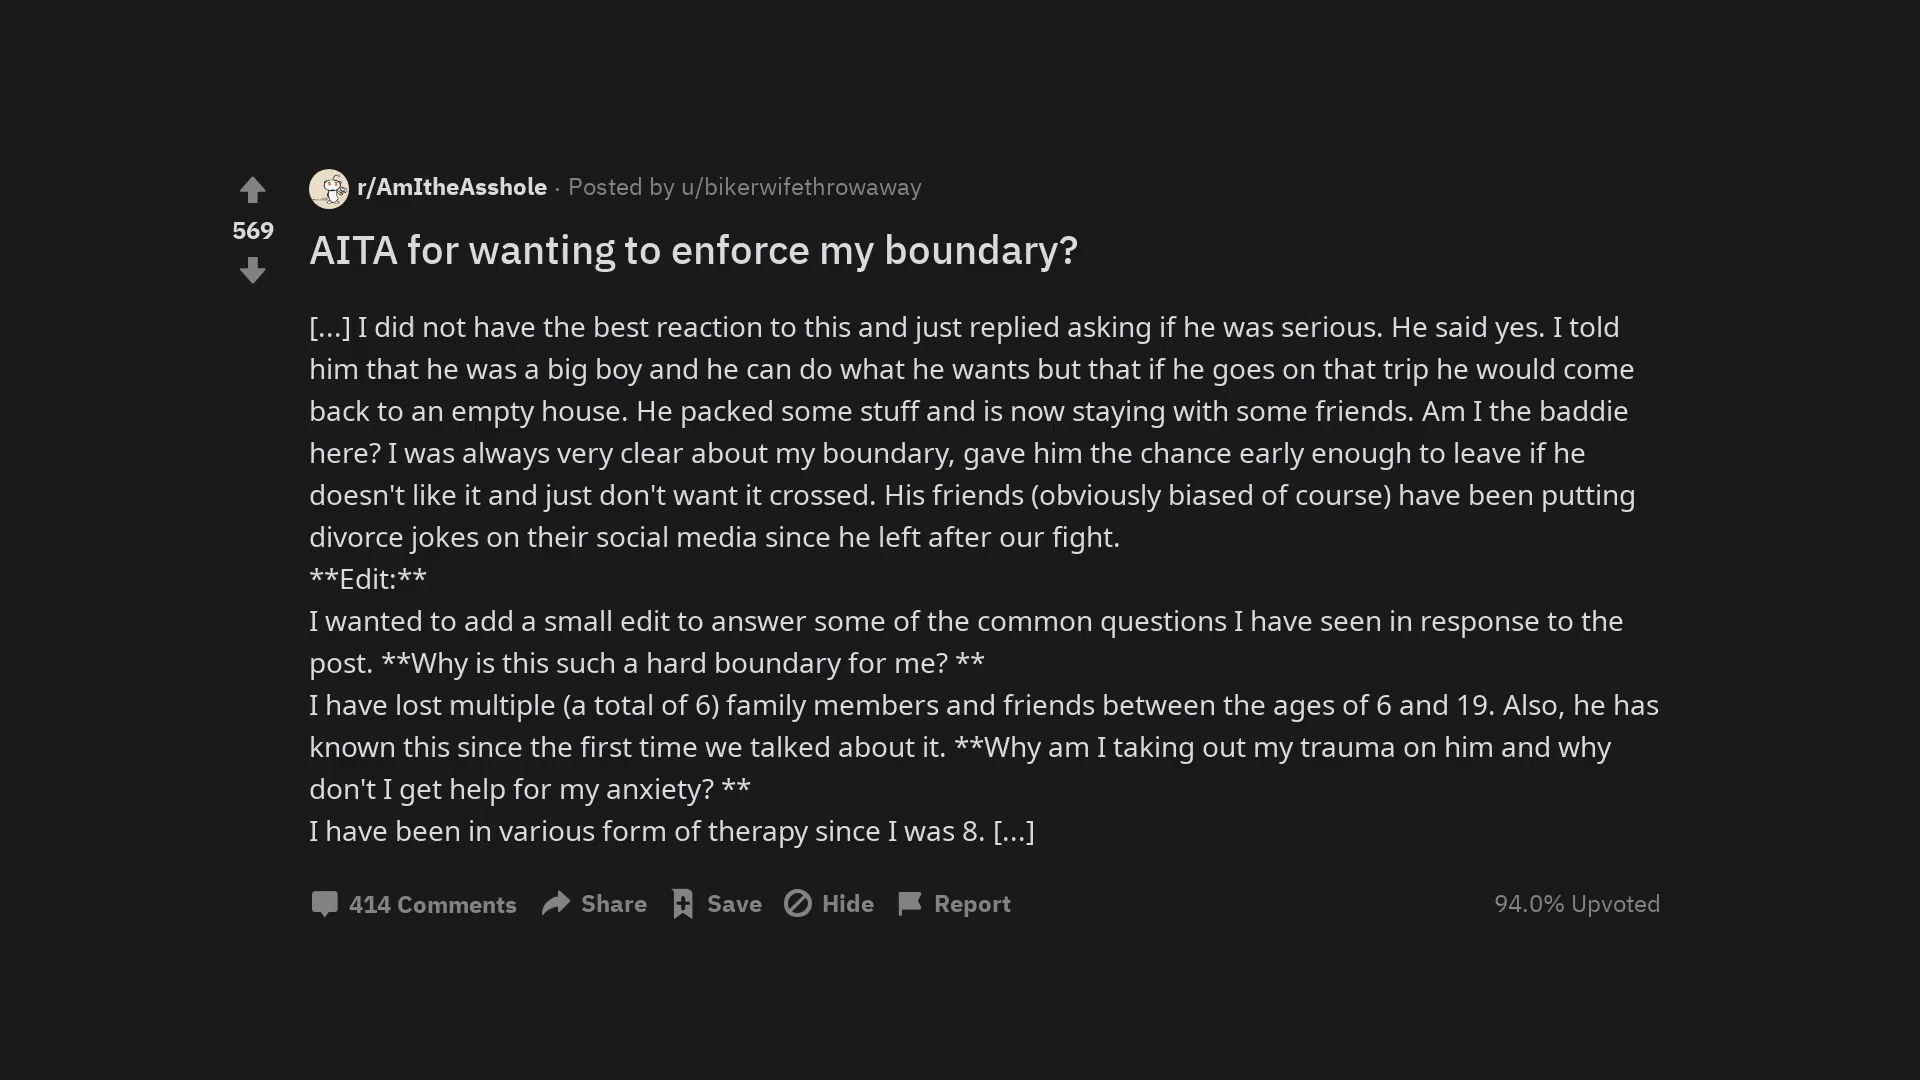 r/AmItheAsshole · Posted by u/bikerwifethrowaway
569
AITA for wanting to enforce my boundary?
[...] I did not have the best reaction to this and just replied asking if he was serious. He said yes. I told
him that he was a big boy and he can do what he wants but that if he goes on that trip he would come
back to an empty house. He packed some stuff and is now staying with some friends. Am I the baddie
here? I was always very clear about my boundary, gave him the chance early enough to leave if he
doesn't like it and just don't want it crossed. His friends (obviously biased of course) have been putting
divorce jokes on their social media since he left after our fight.
**Edit:**
I wanted to add a small edit to answer some of the common questions I have seen in response to the
post. **Why is this such a hard boundary for me? **
I have lost multiple (a total of 6) family members and friends between the ages of 6 and 19. Also, he has
known this since the first time we talked about it. **Why am I taking out my trauma on him and why
don't I get help for my anxiety? **
I have been in various form of therapy since I was 8. [...]
414 Comments Share Save Hide Report 94.0% Upvoted